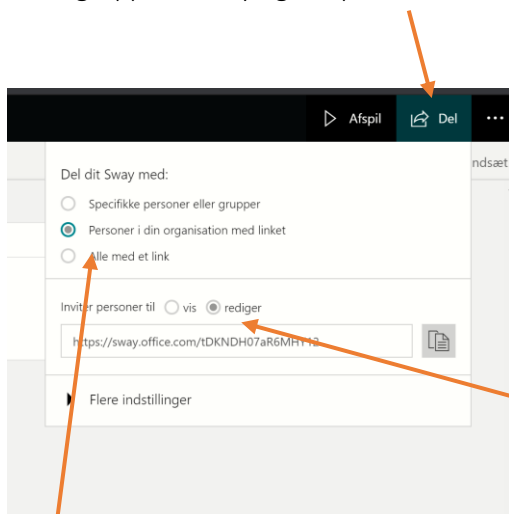 Afspil Del ...
ndsæt
Del dit Sway med:
Specifikke personer eller grupper
Personer i din organisation med linket
Alle med et link
Inviter personer til vis rediger
https://sway.office.com/tDKNDH07aR6MHY12
Flere indstillinger